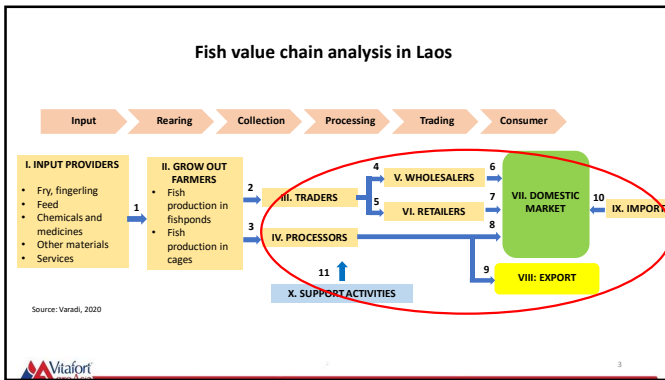 Fish value chain analysis in Laos
Input
Rearing
Collection
Processing
Trading
Consumer
I. INPUT PROVIDERS
• Fry, fingerling
• Feed
• Chemicals and
medicines
• Other materials
• Services
1
II. GROW OUT
FARMERS
• Fish
production in
fishponds
• Fish
production in
cages
2
III. TRADERS
3
IV. PROCESSORS
4
V. WHOLESALERS
5
VI. RETAILERS
6
7
8
VII. DOMESTIC
MARKET
10
IX. IMPORT
9
VIII: EXPORT
11
X. SUPPORT ACTIVITIES
Source: Varadi, 2020
Vitafort
3